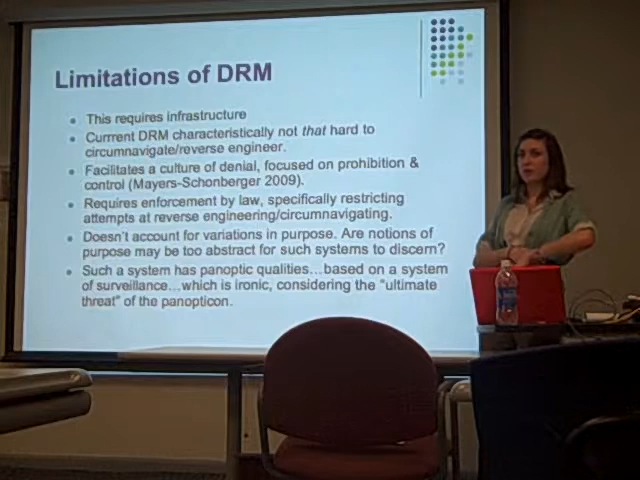 Limitations of DRM
This requires infrastructure
Currrent DRM characteristically not that hard to
circumnavigate/reverse engineer.
Facilitates a culture of denial, focused on prohibition &
control (Mayers-Schonberger 2009).
Requires enforcement by law, specifically restricting
attempts at reverse engineering/circumnavigating.
Doesn't account for variations in purpose. Are notions of
purpose may be too abstract for such systems to discern?
Such a system has panoptic qualities…based on a system
of surveillance…which is ironic, considering the "ultimate
threat" of the panopticon.